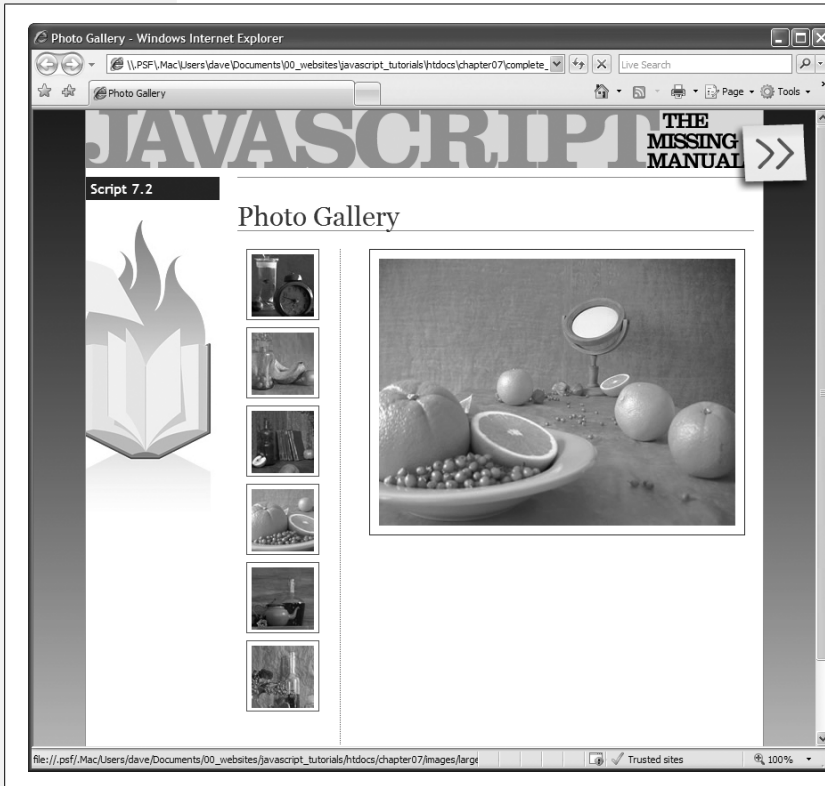 Photo Gallery - Windows Internet Explorer
\\.PSF\.Mac\Users\dave\Documents\00_websites\javascript_tutorials\htdocs\chapter07\complete_
Live Search
Photo Gallery
Page
Tools
JAVASCRIPT
THE
MISSING
MANUAL
Script 7.2
Photo Gallery
file://.psf/.Mac/Users/dave/Documents/00_websites/javascript_tutorials/htdocs/chapter07/images/large
Trusted sites
100%